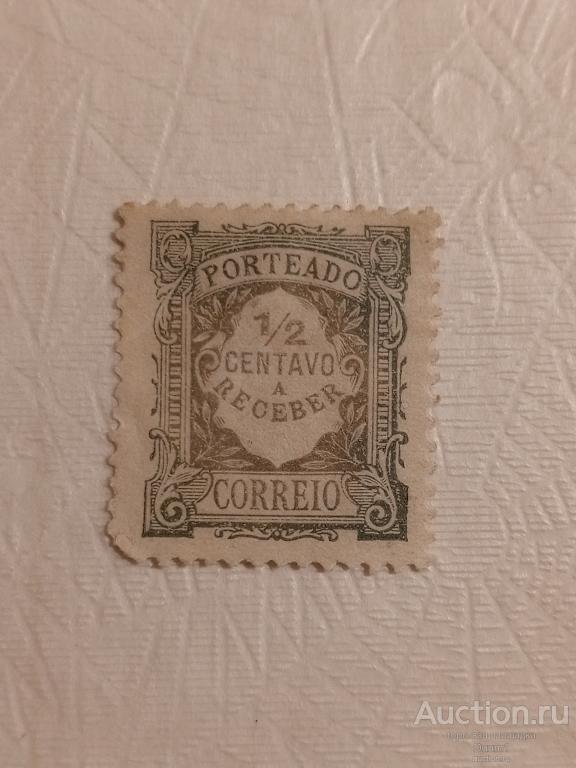 PORTEADO
1/2
CENTAVO
A
RECEBER
CORREIO
Auction.ru